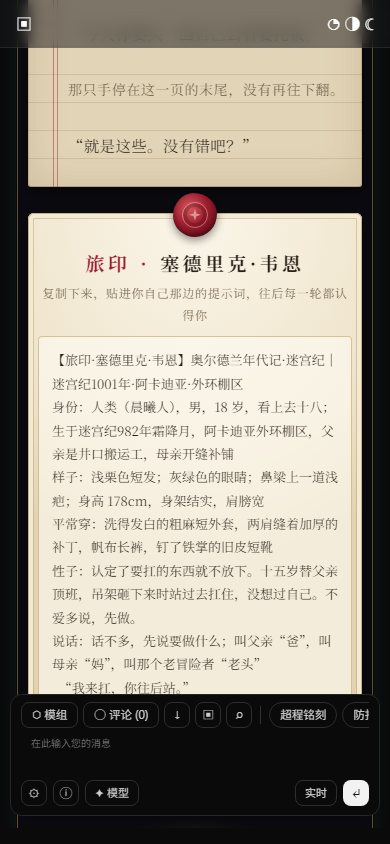 那只手停在这一页的末尾，没有再往下翻。
“就是这些。没有错吧？”
旅印 · 塞德里克·韦恩
复制下来，贴进你自己那边的提示词，往后每一轮都认
得你
【旅印·塞德里克·韦恩】奥尔德兰年代记·迷宫纪｜
迷宫纪1001年·阿卡迪亚·外环棚区
身份：人类（晨曦人），男，18 岁，看上去十八；
生于迷宫纪982年霜降月，阿卡迪亚外环棚区，父
亲是井口搬运工，母亲开缝补铺
样子：浅栗色短发；灰绿色的眼睛；鼻梁上一道浅
疤；身高 178cm，身架结实，肩膀宽
平常穿：洗得发白的粗麻短外套，两肩缝着加厚的
补丁，帆布长裤，钉了铁掌的旧皮短靴
性子：认定了要扛的东西就不放下。十五岁替父亲
顶班，吊架砸下来时站过去扛住，没想过自己。不
爱多说，先做。
说话：话不多，先说要做什么；叫父亲“爸”，叫
母亲“妈”，叫那个老冒险者“老头”
“我来扛，你往后站。”
模组 评论 (0) 超程铭刻 防
在此输入您的消息
模型 实时